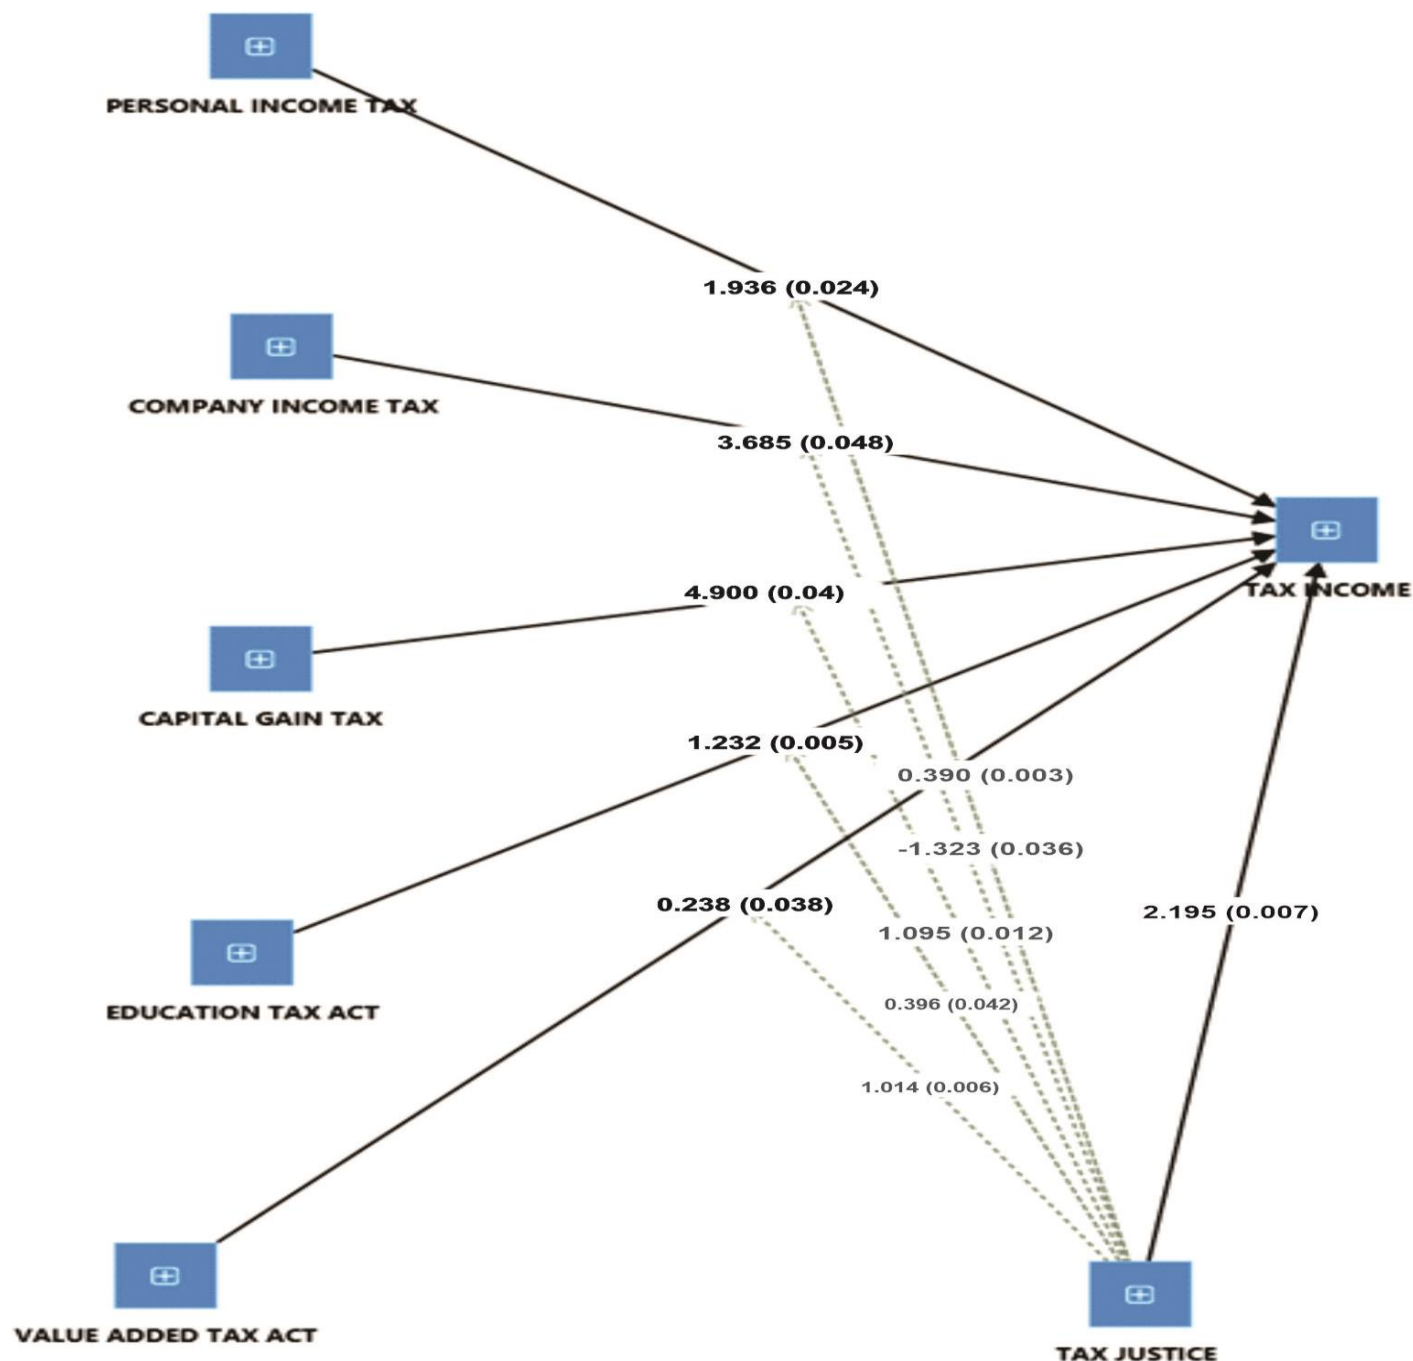 PERSONAL INCOME TAX
1.936 (0.024)
COMPANY INCOME TAX
3.685 (0.048)
TAX INCOME
4.900 (0.04)
CAPITAL GAIN TAX
1.232 (0.005)
0.390 (0.003)
-1.323 (0.036)
0.238 (0.038)
2.195 (0.007)
1.095 (0.012)
EDUCATION TAX ACT
0.396 (0.042)
1.014 (0.006)
VALUE ADDED TAX ACT
TAX JUSTICE